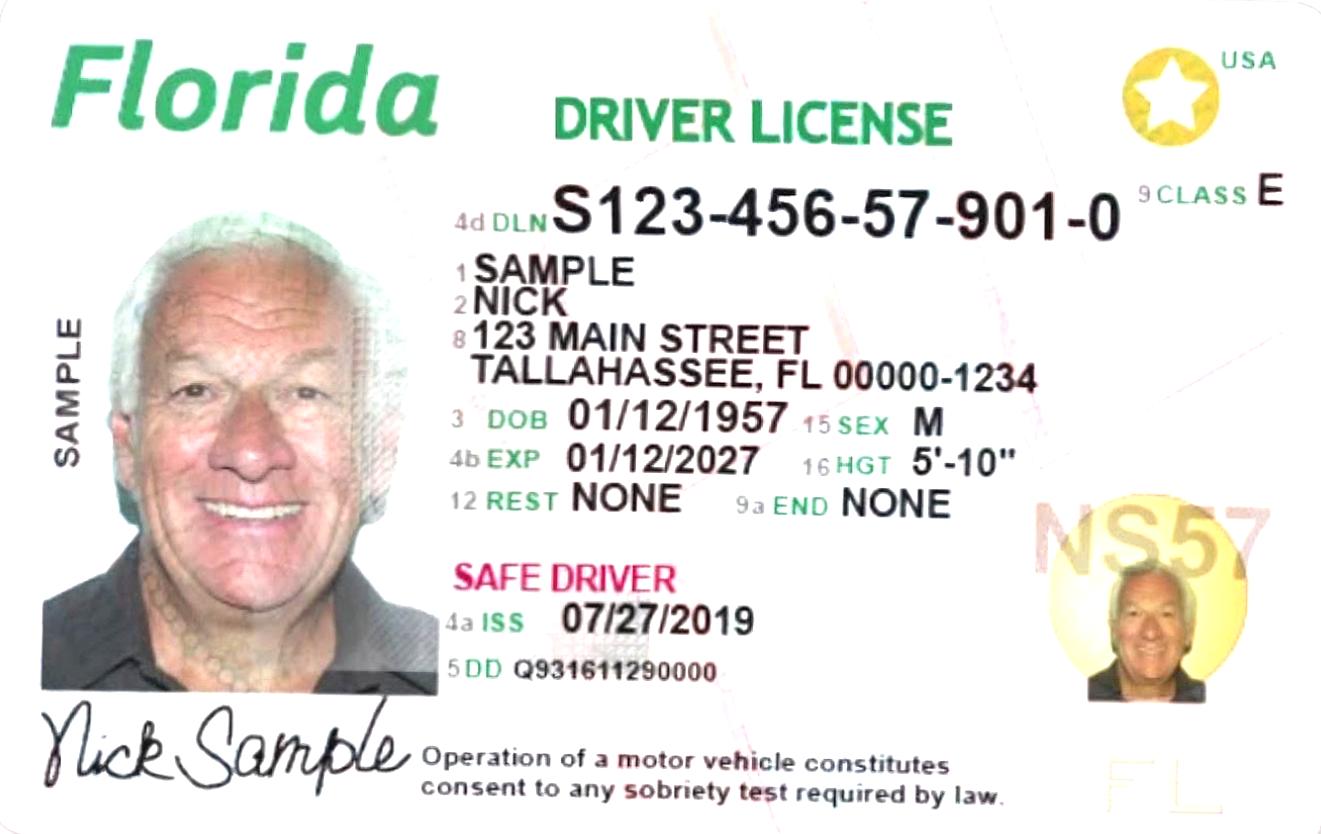 Florida
DRIVER LICENSE
USA
4d DLN S123-456-57-901-0
9 CLASS E
1 SAMPLE
2 NICK
8 123 MAIN STREET
TALLAHASSEE, FL 00000-1234
3 DOB 01/12/1957 15 SEX M
4b EXP 01/12/2027 16 HGT 5'-10"
12 REST NONE 9a END NONE
SAMPLE
NS57
SAFE DRIVER
4a ISS 07/27/2019
5 DD Q931611290000
Nick Sample
Operation of a motor vehicle constitutes
consent to any sobriety test required by law.
FL